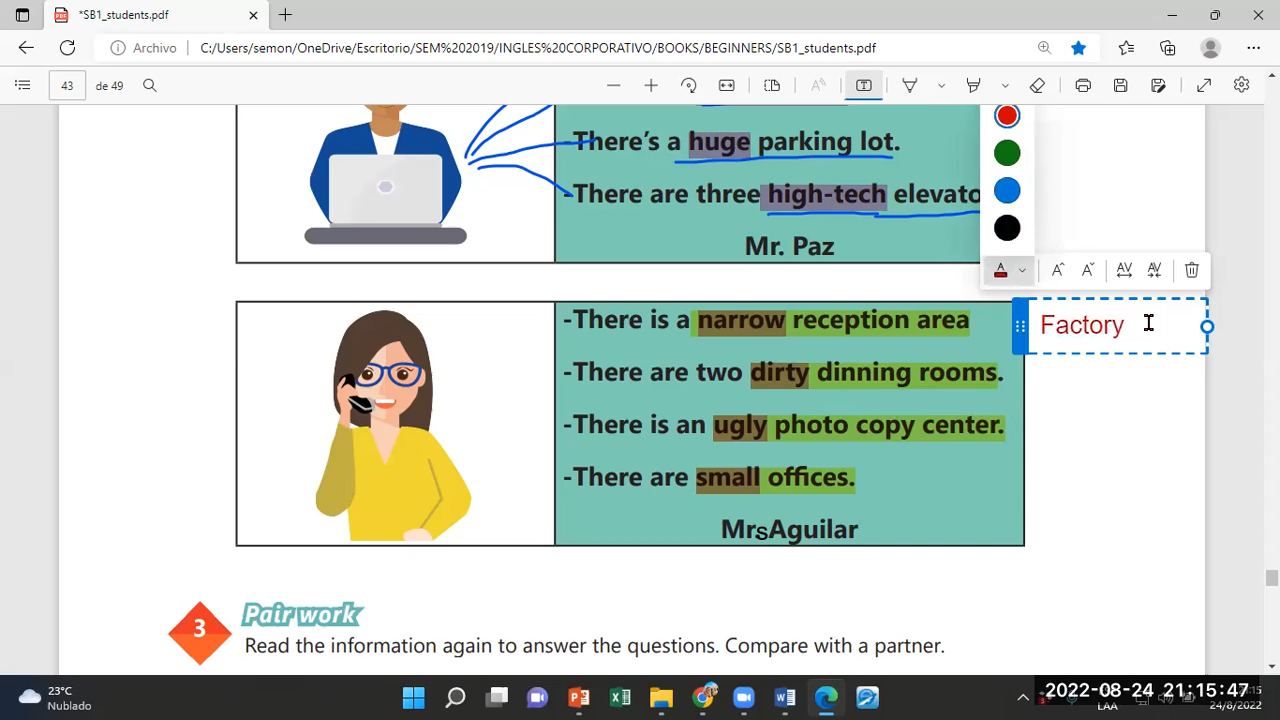 *SB1_students.pdf
Archivo
C:/Users/semon/OneDrive/Escritorio/SEM%202019/INGLES%20CORPORATIVO/BOOKS/BEGINNERS/SB1_students.pdf
43 de 49
-There's a huge parking lot.
-There are three high-tech elevato
Mr. Paz
Factory
-There is a narrow reception area
-There are two dirty dinning rooms.
-There is an ugly photo copy center.
-There are small offices.
MrsAguilar
3
Pair work
Read the information again to answer the questions. Compare with a partner.
23°C
Nublado
LAA
2022-08-24 21:15:47
24/8/2022